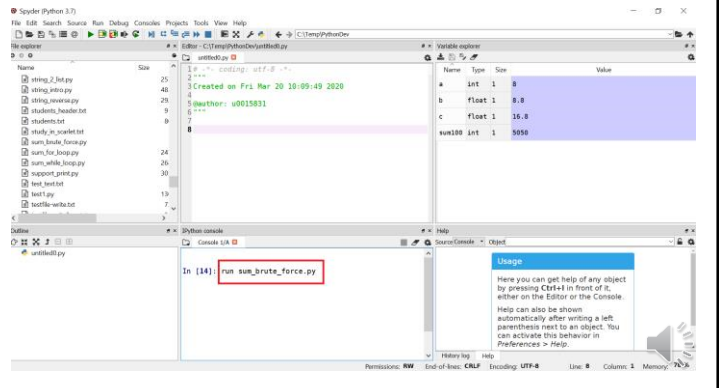 Spyder (Python 3.7)
File Edit Search Source Run Debug Consoles Projects Tools View Help
C:\Temp\PythonDev
File explorer
Name Size
string_2_list.py 25
string_intro.py 48
string_reverse.py 29
students_header.txt 9
students.txt 8
study_in_scarlet.txt
sum_brute_force.py
sum_for_loop.py 24
sum_while_loop.py 26
support_print.py 30
test_text.txt
test1.py 13
testfile-write.txt 7
Editor - C:\Temp\PythonDev\untitled0.py
untitled0.py
1 # -*- coding: utf-8 -*-
2 """
3 Created on Fri Mar 20 10:09:49 2020
4
5 @author: u0015831
6 """
7
8
Variable explorer
Name Type Size Value
a int 1 8
b float 1 8.8
c float 1 16.8
sum100 int 1 5050
Outline
untitled0.py
IPython console
Console 1/A
In [14]: run sum_brute_force.py
Help
Source Console Object
Usage
Here you can get help of any object
by pressing Ctrl+I in front of it,
either on the Editor or the Console.
Help can also be shown
automatically after writing a left
parenthesis next to an object. You
can activate this behavior in
Preferences > Help.
History log Help
Permissions: RW End-of-lines: CRLF Encoding: UTF-8 Line: 8 Column: 1 Memory: